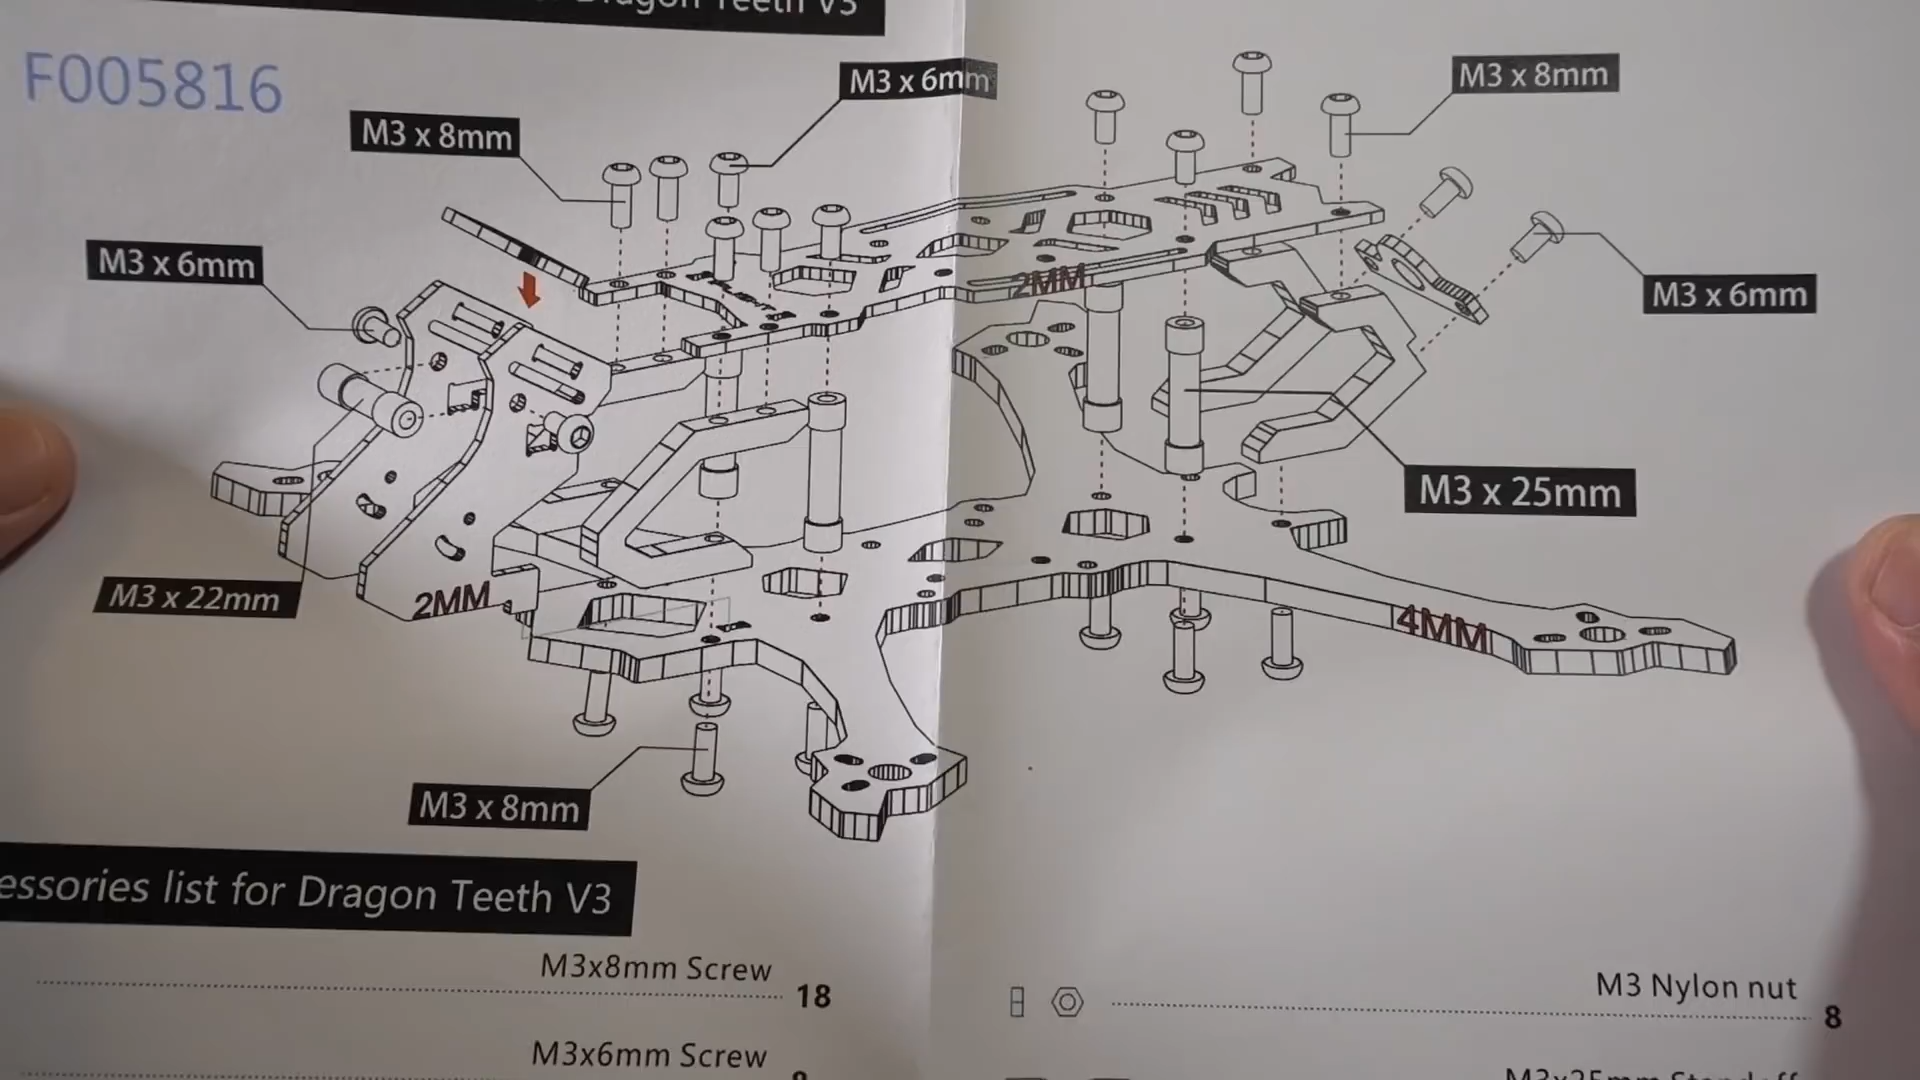 Dragon Teeth V3
F005816
M3 x 6mm
M3 x 8mm
M3 x 8mm
M3 x 6mm
M3 x 6mm
2MM
M3 x 25mm
M3 x 22mm
2MM
4MM
M3 x 8mm
essories list for Dragon Teeth V3
M3x8mm Screw 18
M3 Nylon nut 8
M3x6mm Screw
M3x25mm Standoff